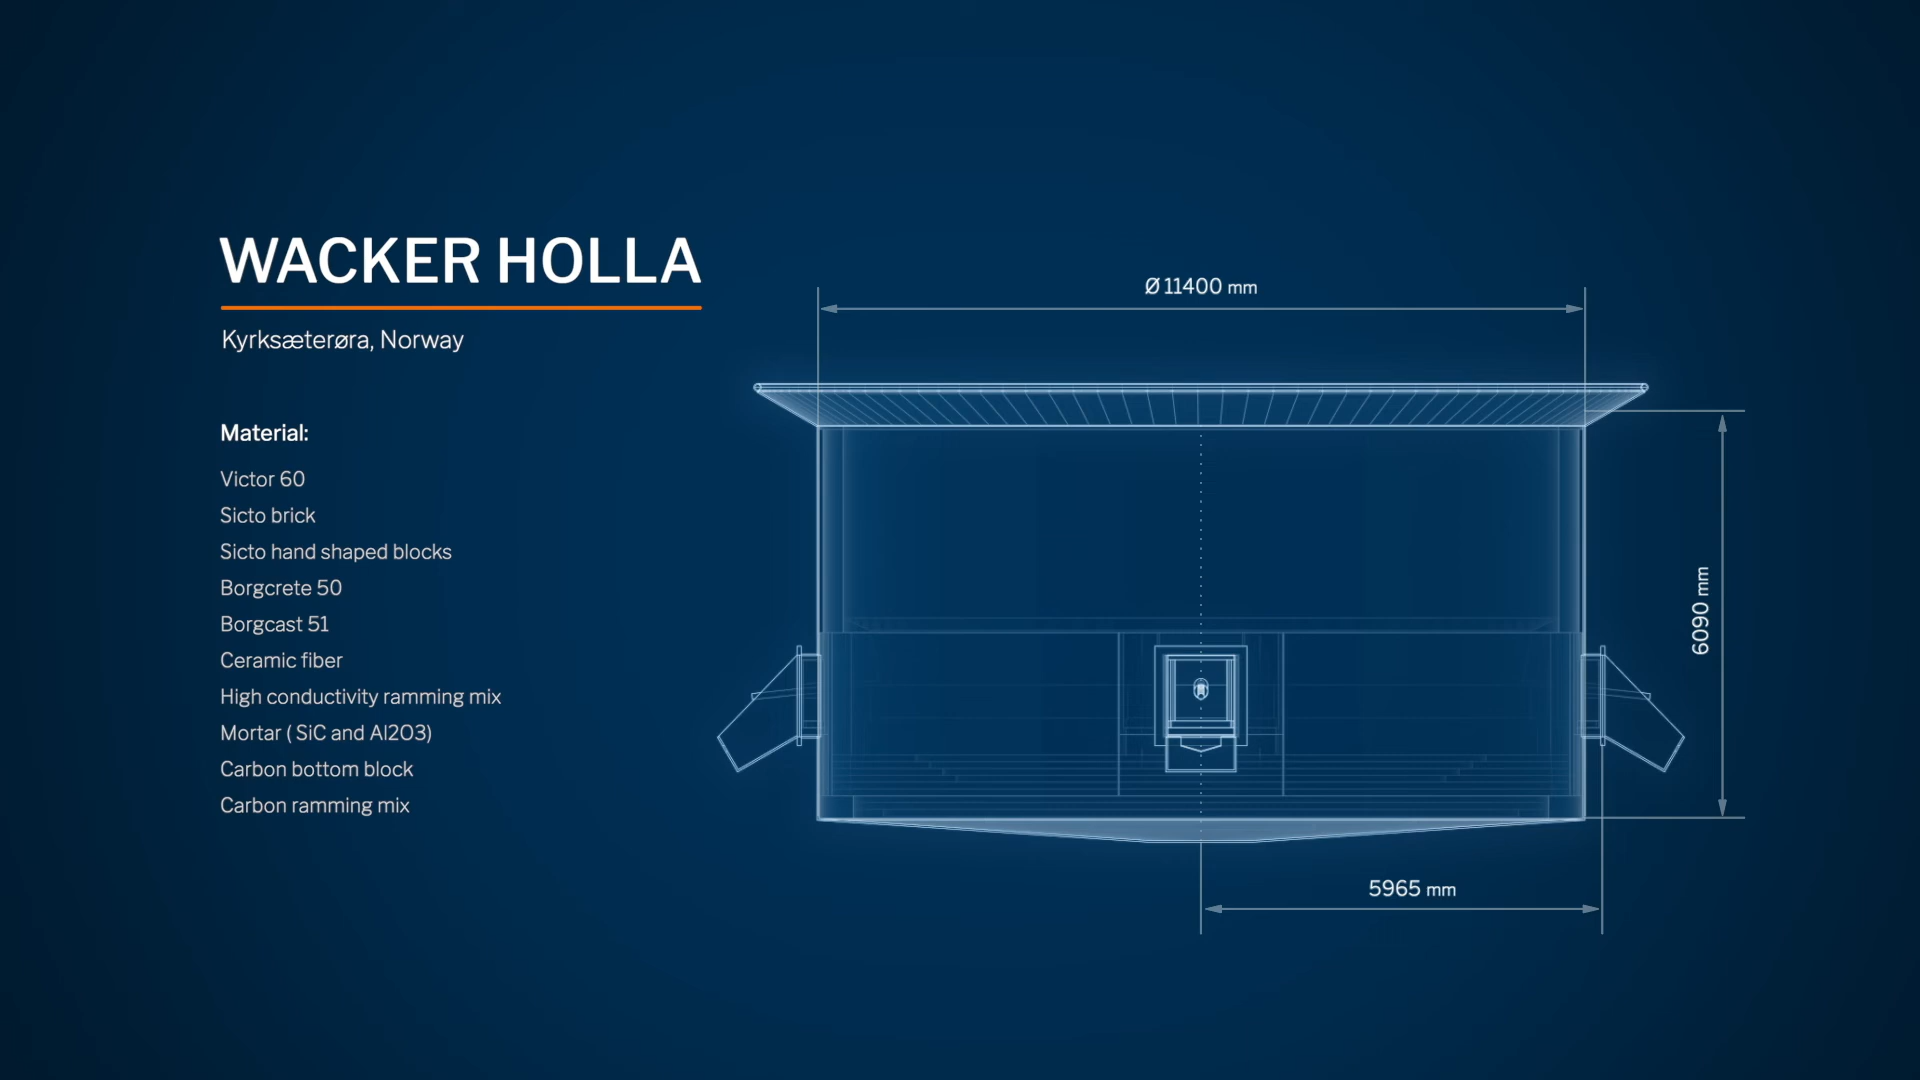 WACKER HOLLA
Kyrksæterøra, Norway
Material:
Victor 60
Sicto brick
Sicto hand shaped blocks
Borgcrete 50
Borgcast 51
Ceramic fiber
High conductivity ramming mix
Mortar ( SiC and Al2O3)
Carbon bottom block
Carbon ramming mix
Ø 11400 mm
6090 mm
5965 mm